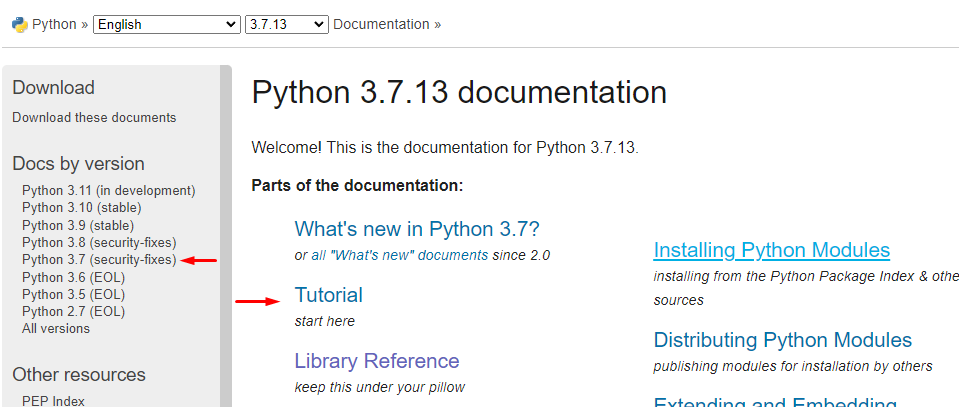 Python » English 3.7.13 Documentation »
Download
Download these documents
Docs by version
Python 3.11 (in development)
Python 3.10 (stable)
Python 3.9 (stable)
Python 3.8 (security-fixes)
Python 3.7 (security-fixes)
Python 3.6 (EOL)
Python 3.5 (EOL)
Python 2.7 (EOL)
All versions
Other resources
PEP Index
Python 3.7.13 documentation
Welcome! This is the documentation for Python 3.7.13.
Parts of the documentation:
What's new in Python 3.7?
or all "What's new" documents since 2.0
Tutorial
start here
Library Reference
keep this under your pillow
Installing Python Modules
installing from the Python Package Index & othe
sources
Distributing Python Modules
publishing modules for installation by others
Extending and Embedding